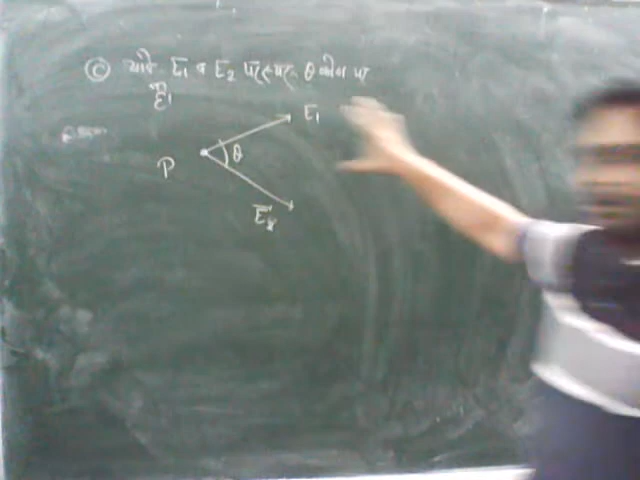 (C) यदि E₁ व E₂ परस्पर θ कोण पर
है।
E₁
θ
P
E₂